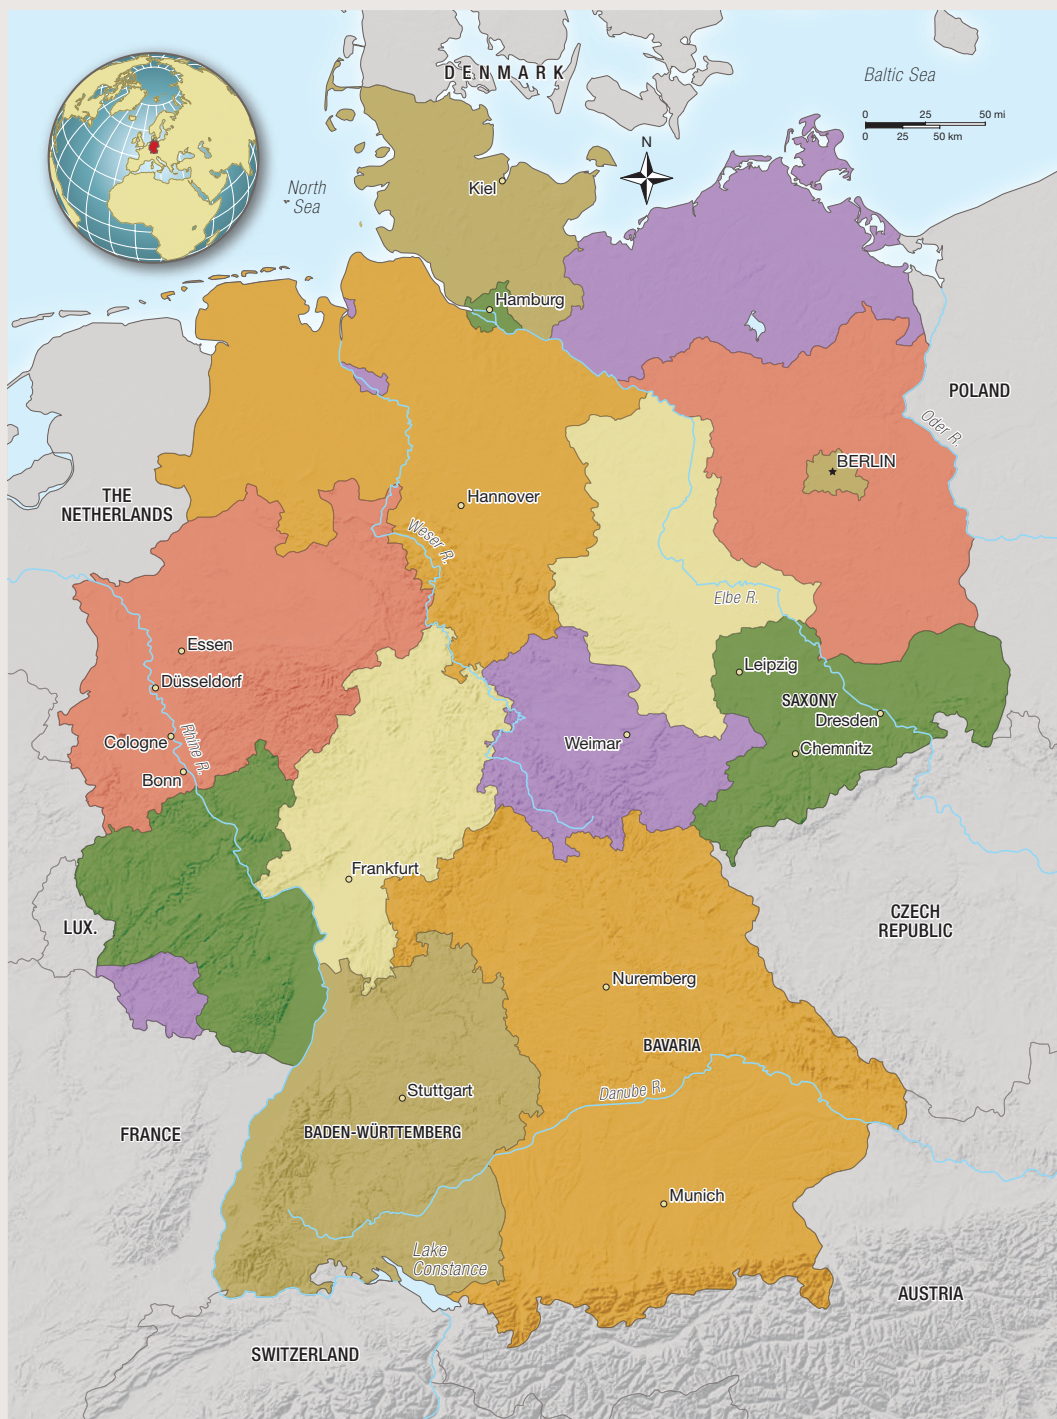 DENMARK
Baltic Sea
0 25 50 mi
0 25 50 km
N
North
Sea
Kiel
Hamburg
POLAND
Oder R.
BERLIN
THE
NETHERLANDS
Hannover
Weser R.
Elbe R.
Essen
Düsseldorf
Leipzig
SAXONY
Dresden
Cologne
Rhine R.
Weimar
Chemnitz
Bonn
Frankfurt
LUX.
CZECH
REPUBLIC
Nuremberg
BAVARIA
Stuttgart
Danube R.
FRANCE
BADEN-WÜRTTEMBERG
Munich
Lake
Constance
AUSTRIA
SWITZERLAND